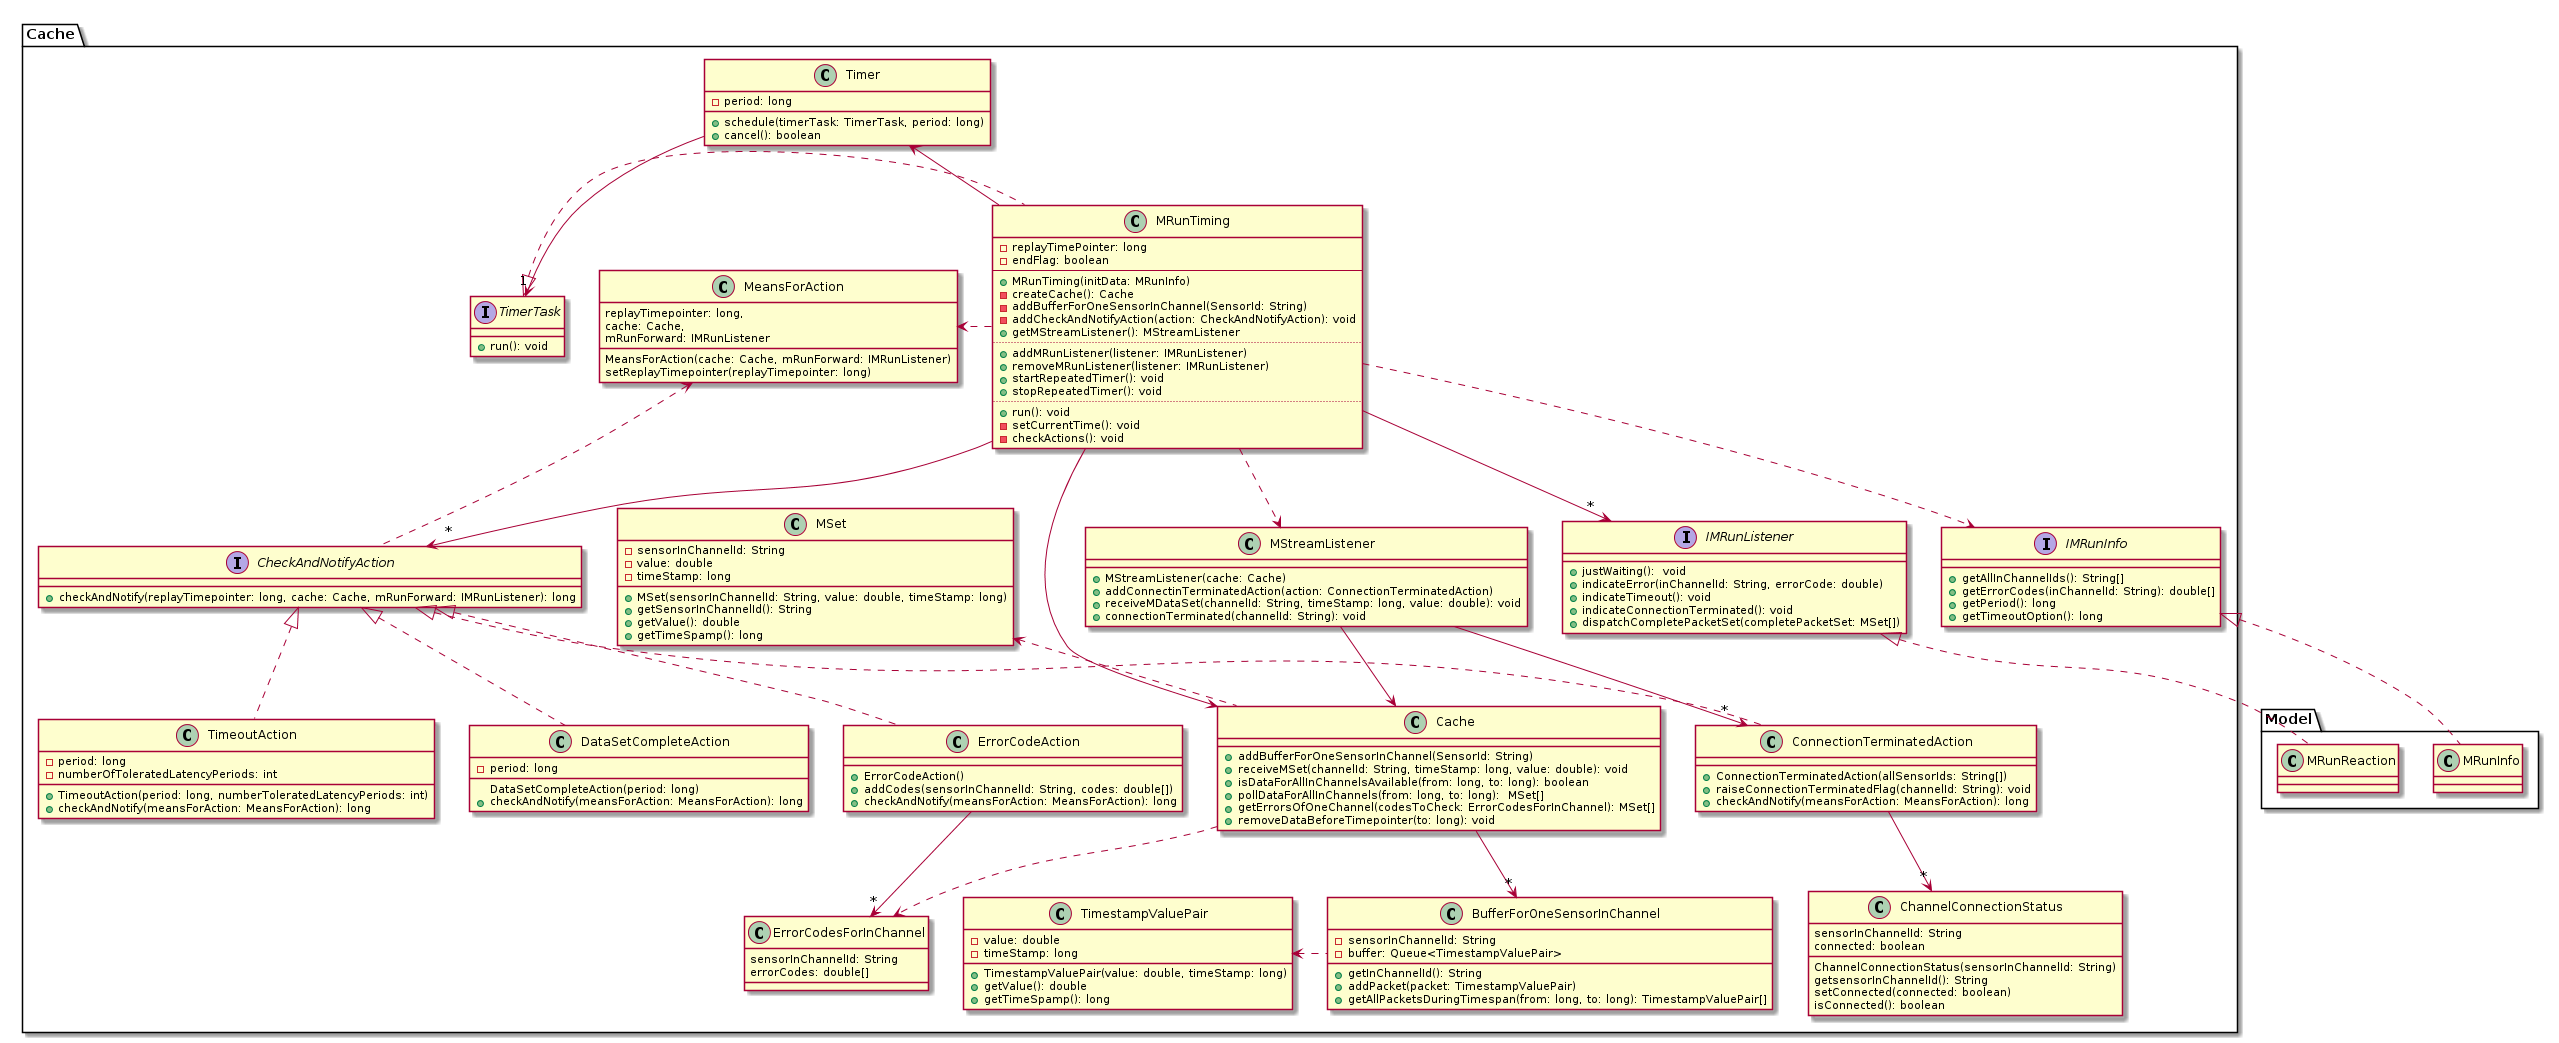 Cache
C Timer
period: long
schedule(timerTask: TimerTask, period: long)
cancel(): boolean
C MRunTiming
replayTimePointer: long
endFlag: boolean
MRunTiming(initData: MRunInfo)
createCache(): Cache
addBufferForOneSensorInChannel(SensorId: String)
addCheckAndNotifyAction(action: CheckAndNotifyAction): void
getMStreamListener(): MStreamListener
addMRunListener(listener: IMRunListener)
removeMRunListener(listener: IMRunListener)
startRepeatedTimer(): void
stopRepeatedTimer(): void
run(): void
setCurrentTime(): void
checkActions(): void
1
I TimerTask
run(): void
C MeansForAction
replayTimepointer: long,
cache: Cache,
mRunForward: IMRunListener
MeansForAction(cache: Cache, mRunForward: IMRunListener)
setReplayTimepointer(replayTimepointer: long)
*
*
I CheckAndNotifyAction
checkAndNotify(replayTimepointer: long, cache: Cache, mRunForward: IMRunListener): long
C MSet
sensorInChannelId: String
value: double
timeStamp: long
MSet(sensorInChannelId: String, value: double, timeStamp: long)
getSensorInChannelId(): String
getValue(): double
getTimeSpamp(): long
C MStreamListener
MStreamListener(cache: Cache)
addConnectinTerminatedAction(action: ConnectionTerminatedAction)
receiveMDataSet(channelId: String, timeStamp: long, value: double): void
connectionTerminated(channelId: String): void
I IMRunListener
justWaiting():  void
indicateError(inChannelId: String, errorCode: double)
indicateTimeout(): void
indicateConnectionTerminated(): void
dispatchCompletePacketSet(completePacketSet: MSet[])
I IMRunInfo
getAllInChannelIds(): String[]
getErrorCodes(inChannelId: String): double[]
getPeriod(): long
getTimeoutOption(): long
C TimeoutAction
period: long
numberOfToleratedLatencyPeriods: int
TimeoutAction(period: long, numberToleratedLatencyPeriods: int)
checkAndNotify(meansForAction: MeansForAction): long
C DataSetCompleteAction
period: long
DataSetCompleteAction(period: long)
checkAndNotify(meansForAction: MeansForAction): long
C ErrorCodeAction
ErrorCodeAction()
addCodes(sensorInChannelId: String, codes: double[])
checkAndNotify(meansForAction: MeansForAction): long
C Cache
addBufferForOneSensorInChannel(SensorId: String)
receiveMSet(channelId: String, timeStamp: long, value: double): void
isDataForAllInChannelsAvailable(from: long, to: long): boolean
pollDataForAllInChannels(from: long, to: long):  MSet[]
getErrorsOfOneChannel(codesToCheck: ErrorCodesForInChannel): MSet[]
removeDataBeforeTimepointer(to: long): void
*
C ConnectionTerminatedAction
ConnectionTerminatedAction(allSensorIds: String[])
raiseConnectionTerminatedFlag(channelId: String): void
checkAndNotify(meansForAction: MeansForAction): long
Model
C MRunReaction
C MRunInfo
*
*
*
C ErrorCodesForInChannel
sensorInChannelId: String
errorCodes: double[]
C TimestampValuePair
value: double
timeStamp: long
TimestampValuePair(value: double, timeStamp: long)
getValue(): double
getTimeSpamp(): long
C BufferForOneSensorInChannel
sensorInChannelId: String
buffer: Queue<TimestampValuePair>
getInChannelId(): String
addPacket(packet: TimestampValuePair)
getAllPacketsDuringTimespan(from: long, to: long): TimestampValuePair[]
C ChannelConnectionStatus
sensorInChannelId: String
connected: boolean
ChannelConnectionStatus(sensorInChannelId: String)
getsensorInChannelId(): String
setConnected(connected: boolean)
isConnected(): boolean